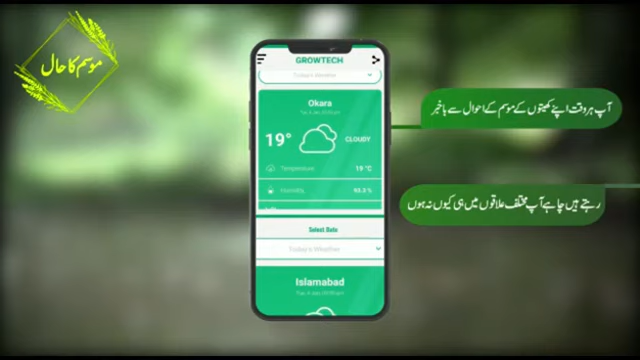 موسم کا حال
GROWTECH
Today's Weather
Okara
19°
CLOUDY
Temperature
19 °C
Humidity
93.3 %
Select Date
Today's Weather
Islamabad
آپ ہر وقت اپنے کھیتوں کے موسم کے احوال سے باخبر
رہتے ہیں چاہے آپ مختلف علاقوں میں ہی کیوں نہ ہوں